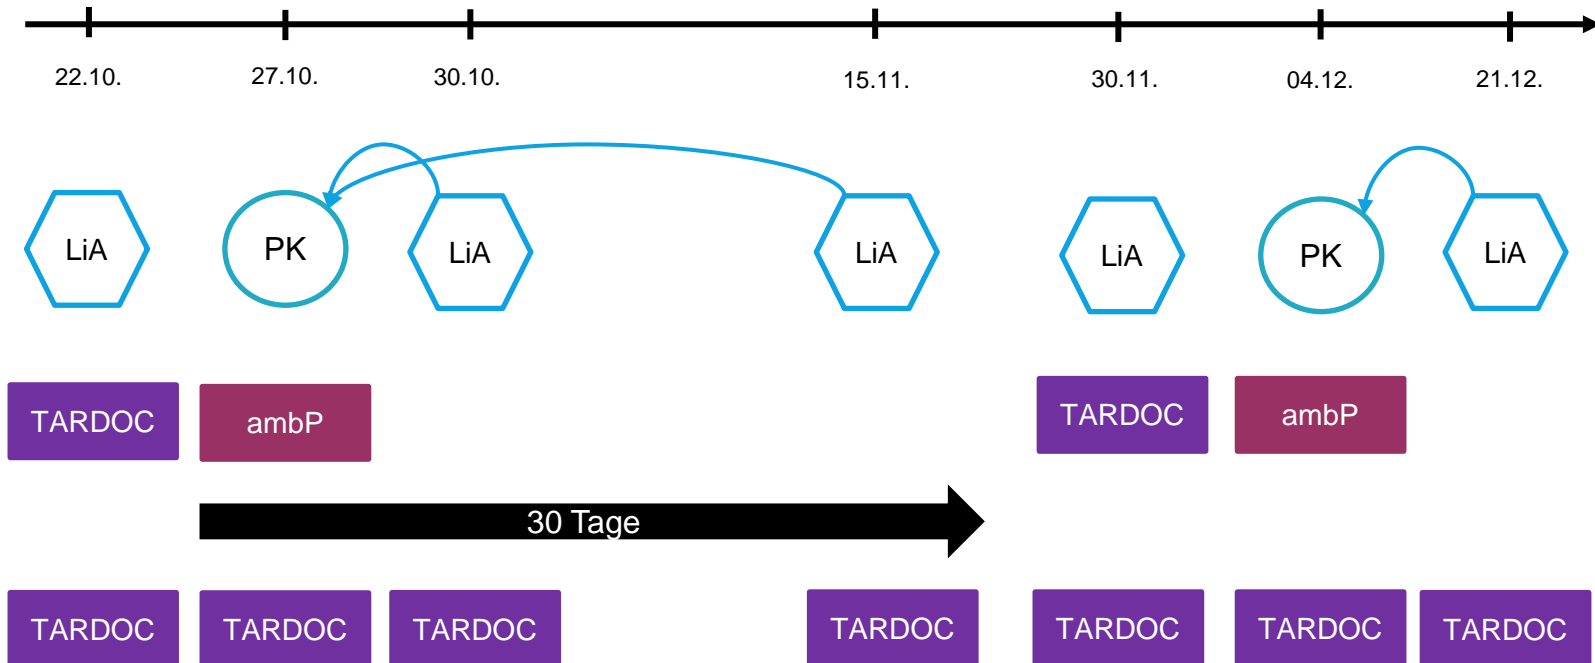 22.10. 27.10. 30.10. 15.11. 30.11. 04.12. 21.12.
LiA PK LiA LiA LiA PK LiA
TARDOC ambP TARDOC ambP
30 Tage
TARDOC TARDOC TARDOC TARDOC TARDOC TARDOC TARDOC